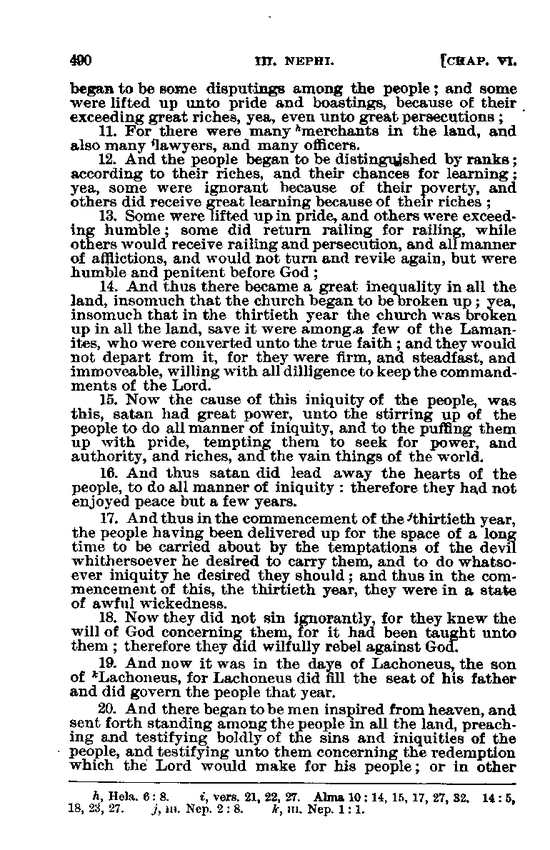 490 III. NEPHI. [CHAP. VI.
began to be some disputings among the people; and some
were lifted up unto pride and boastings, because of their
exceeding great riches, yea, even unto great persecutions;
11. For there were many hmerchants in the land, and
also many ilawyers, and many officers.
12. And the people began to be distinguished by ranks;
according to their riches, and their chances for learning;
yea, some were ignorant because of their poverty, and
others did receive great learning because of their riches;
13. Some were lifted up in pride, and others were exceed-
ing humble; some did return railing for railing, while
others would receive railing and persecution, and all manner
of afflictions, and would not turn and revile again, but were
humble and penitent before God;
14. And thus there became a great inequality in all the
land, insomuch that the church began to be broken up; yea,
insomuch that in the thirtieth year the church was broken
up in all the land, save it were among a few of the Laman-
ites, who were converted unto the true faith; and they would
not depart from it, for they were firm, and steadfast, and
immoveable, willing with all dilligence to keep the command-
ments of the Lord.
15. Now the cause of this iniquity of the people, was
this, satan had great power, unto the stirring up of the
people to do all manner of iniquity, and to the puffing them
up with pride, tempting them to seek for power, and
authority, and riches, and the vain things of the world.
16. And thus satan did lead away the hearts of the
people, to do all manner of iniquity: therefore they had not
enjoyed peace but a few years.
17. And thus in the commencement of the jthirtieth year,
the people having been delivered up for the space of a long
time to be carried about by the temptations of the devil
whithersoever he desired to carry them, and to do whatso-
ever iniquity he desired they should; and thus in the com-
mencement of this, the thirtieth year, they were in a state
of awful wickedness.
18. Now they did not sin ignorantly, for they knew the
will of God concerning them, for it had been taught unto
them; therefore they did wilfully rebel against God.
19. And now it was in the days of Lachoneus, the son
of kLachoneus, for Lachoneus did fill the seat of his father
and did govern the people that year.
20. And there began to be men inspired from heaven, and
sent forth standing among the people in all the land, preach-
ing and testifying boldly of the sins and iniquities of the
people, and testifying unto them concerning the redemption
which the Lord would make for his people; or in other
h, Hela. 6:8. i, vers. 21, 22, 27. Alma 10:14, 15, 17, 27, 32. 14:5,
18, 23, 27. j, III. Nep. 2:8. k, III. Nep. 1:1.